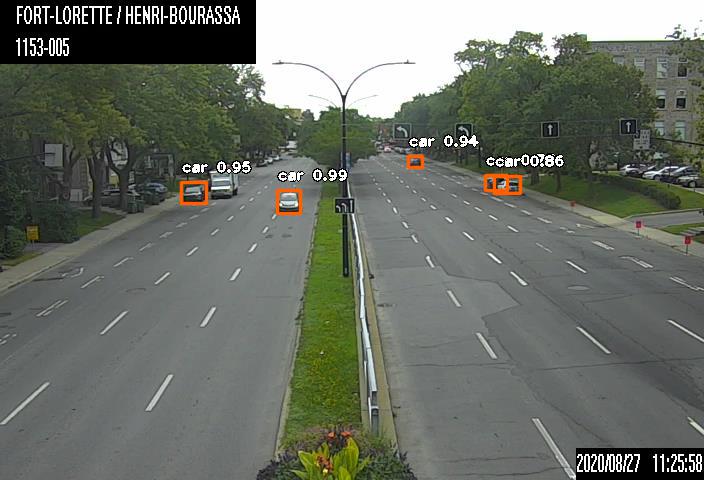 FORT-LORETTE / HENRI-BOURASSA
1153-005
car 0.94
car 0.95
car 0.99
2020/08/27 11:25:58